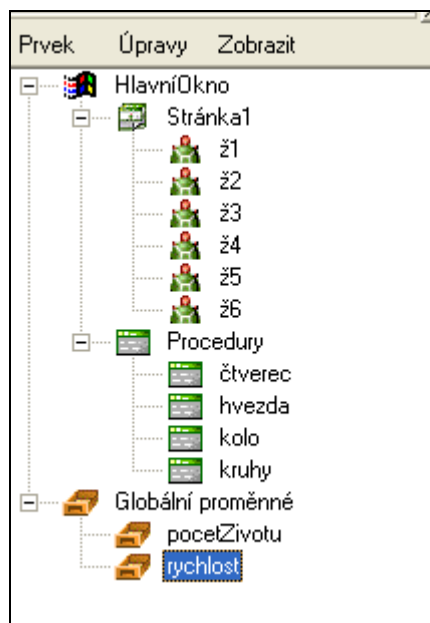 Prvek Úpravy Zobrazit
HlavníOkno
Stránka1
ž1
ž2
ž3
ž4
ž5
ž6
Procedury
čtverec
hvezda
kolo
kruhy
Globální proměnné
pocetZivotu
rychlost